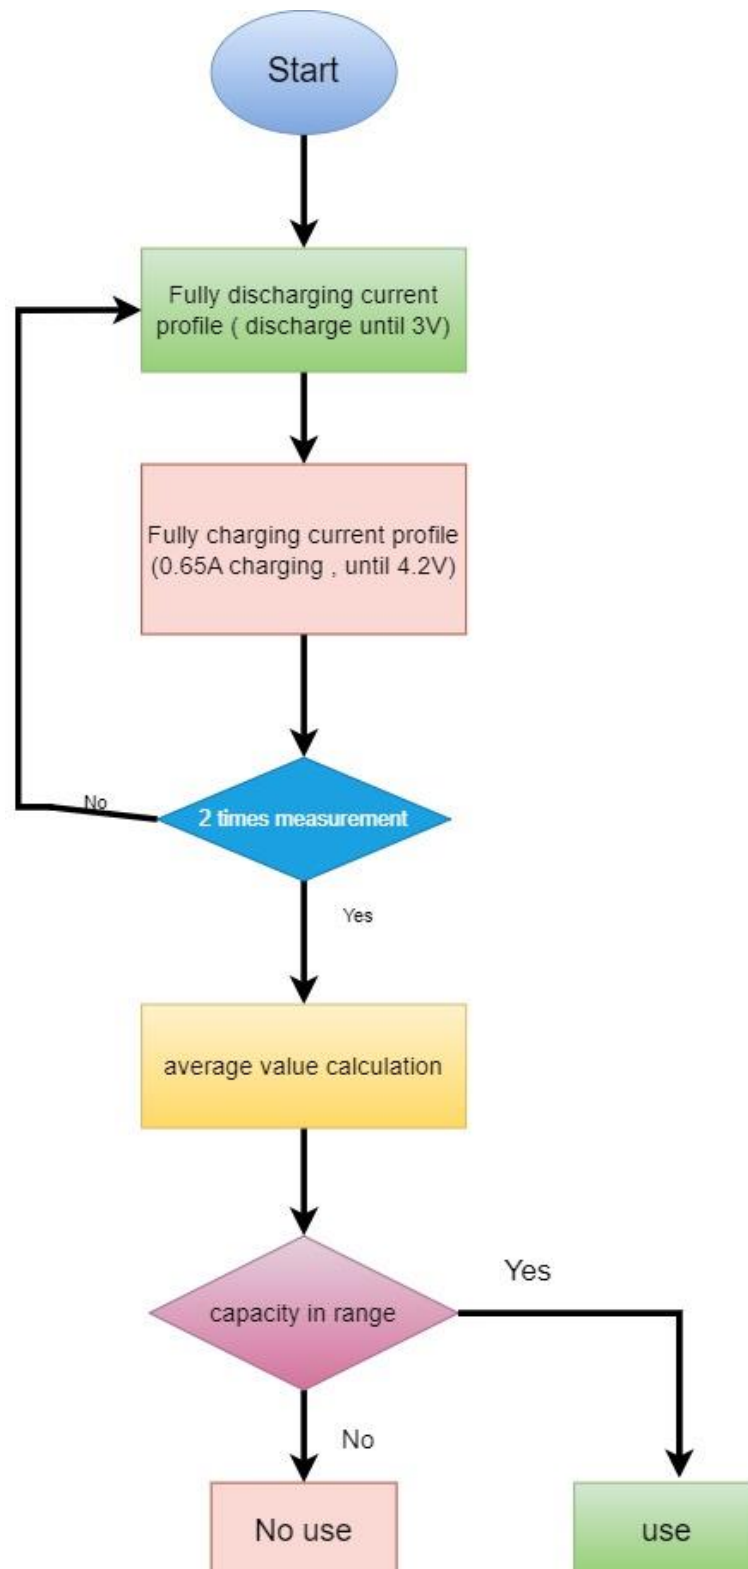 Start
Fully discharging current
profile ( discharge until 3V)
Fully charging current profile
(0.65A charging , until 4.2V)
No
2 times measurement
Yes
average value calculation
Yes
capacity in range
No
No use
use